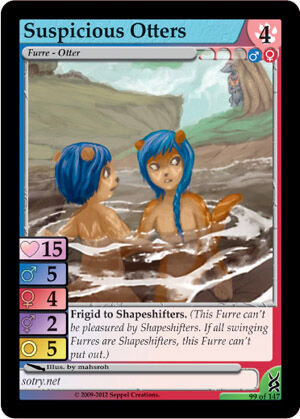 Suspicious Otters
4
Furre - Otter
15
5
4
2
5
Frigid to Shapeshifters. (This Furre can't
be pleasured by Shapeshifters. If all swinging
Furres are Shapeshifters, this Furre can't
put out.)
Illus. by mahsroh
sotry.net
99 of 147
© 2009-2012 Seppel Creations.